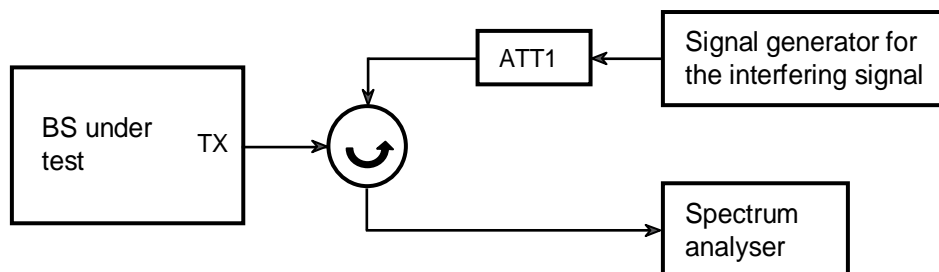 BS under
test
TX
ATT1
Signal generator for
the interfering signal
Spectrum
analyser